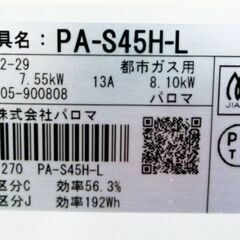 具名: PA-S45H-L
2-29 都市ガス用
7.55kW 13A 8.10kW
05-900808 パロマ
株式会社パロマ
270 PA-S45H-L
区分C 効率56.3%
区分J 効率192Wh
JIA